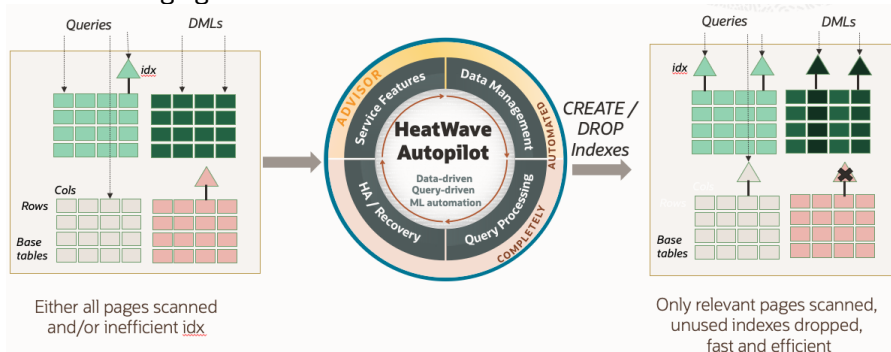 Queries
DMLs
idx
Cols
Rows
Base
tables
Either all pages scanned
and/or inefficient idx
ADVISOR
Service Features
Data Management
AUTOMATED
HeatWave
Autopilot
Data-driven
Query-driven
ML automation
HA / Recovery
Query Processing
COMPLETELY
CREATE /
DROP
Indexes
Queries
DMLs
idx
Cols
Rows
Base
tables
Only relevant pages scanned,
unused indexes dropped,
fast and efficient